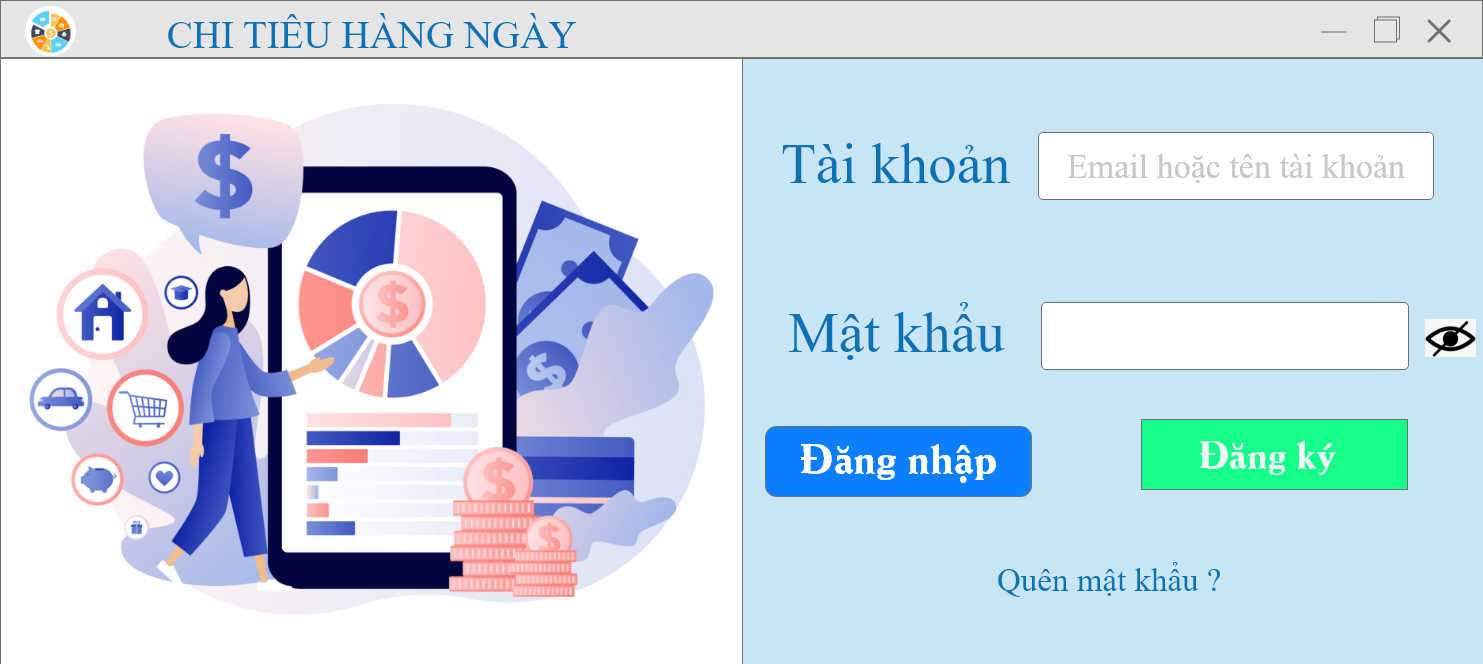 CHI TIÊU HÀNG NGÀY
$
$
$
$
$
Tài khoản
Email hoặc tên tài khoản
Mật khẩu
Đăng nhập
Đăng ký
Quên mật khẩu ?